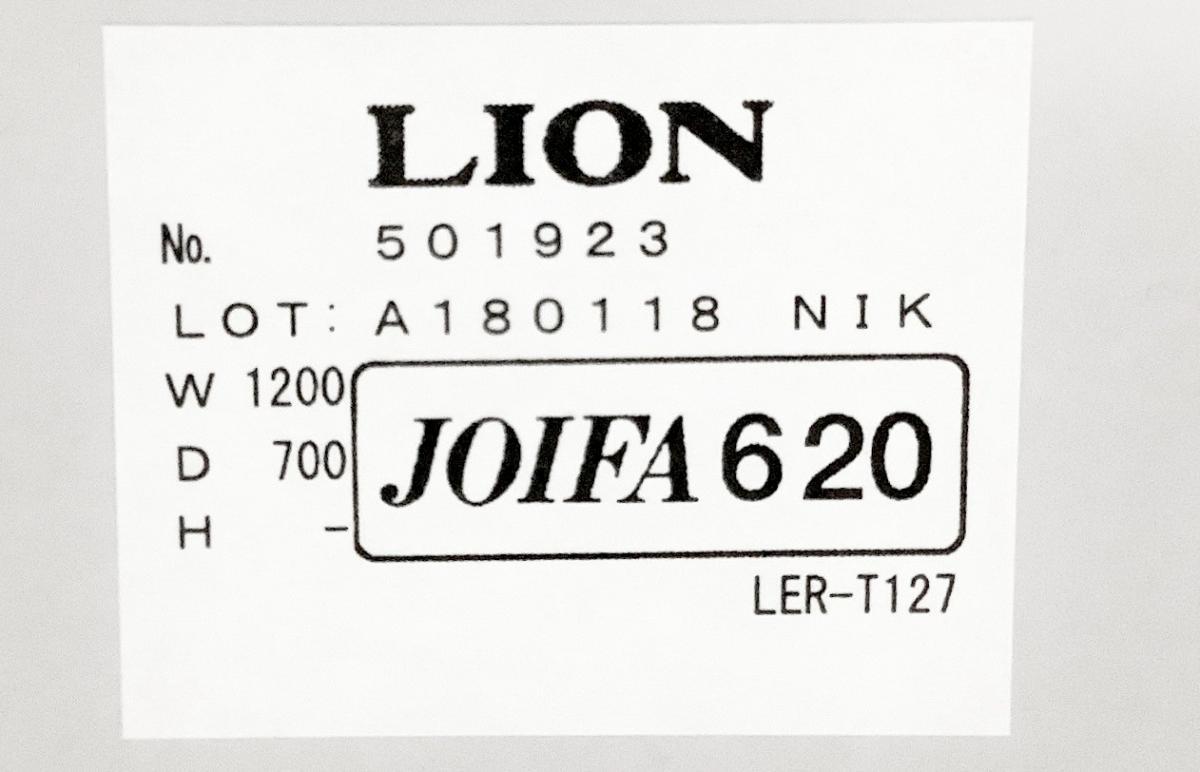 LION
No. 501923
LOT: A180118 NIK
W 1200
D 700
H -
JOIFA 620
LER-T127